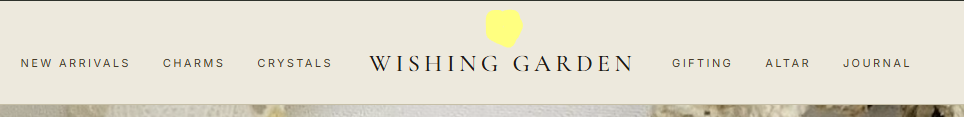 NEW ARRIVALS CHARMS CRYSTALS WISHING GARDEN GIFTING ALTAR JOURNAL